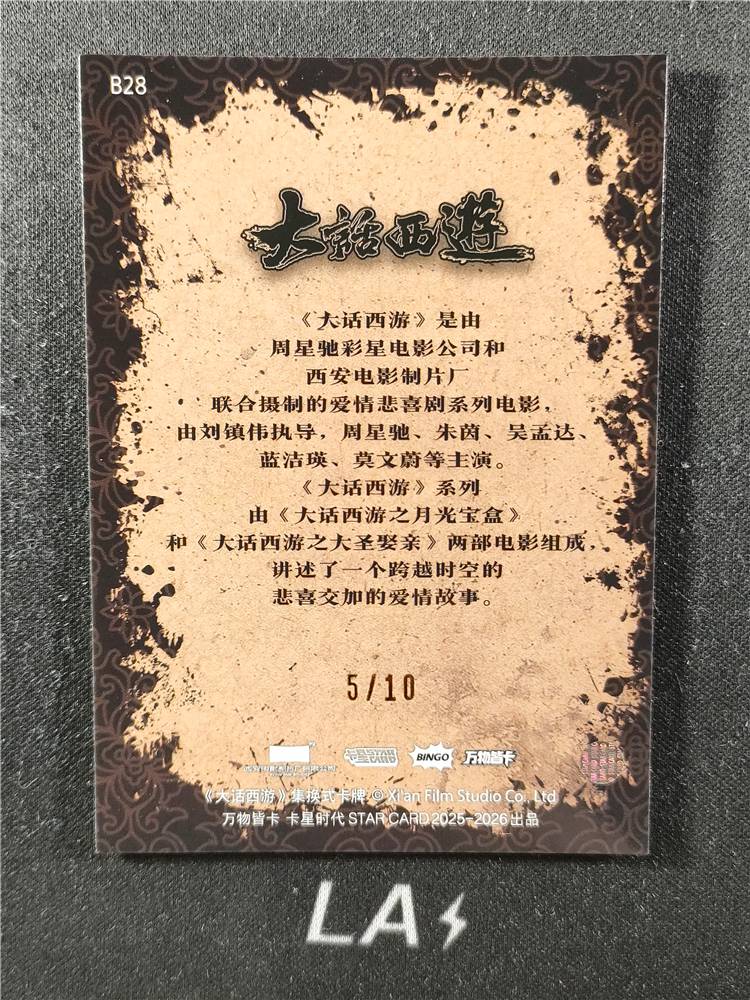 B28
大话西遊
《大话西游》是由
周星驰彩星电影公司和
西安电影制片厂
联合摄制的爱情悲喜剧系列电影，
由刘镇伟执导，周星驰、朱茵、吴孟达、
蓝洁瑛、莫文蔚等主演。
《大话西游》系列
由《大话西游之月光宝盒》
和《大话西游之大圣娶亲》两部电影组成，
讲述了一个跨越时空的
悲喜交加的爱情故事。
5/10
BINGO 万物皆卡
《大话西游》集换式卡牌 © Xi'an Film Studio Co., Ltd
万物皆卡 卡星时代 STAR CARD 2025-2026 出品
LA